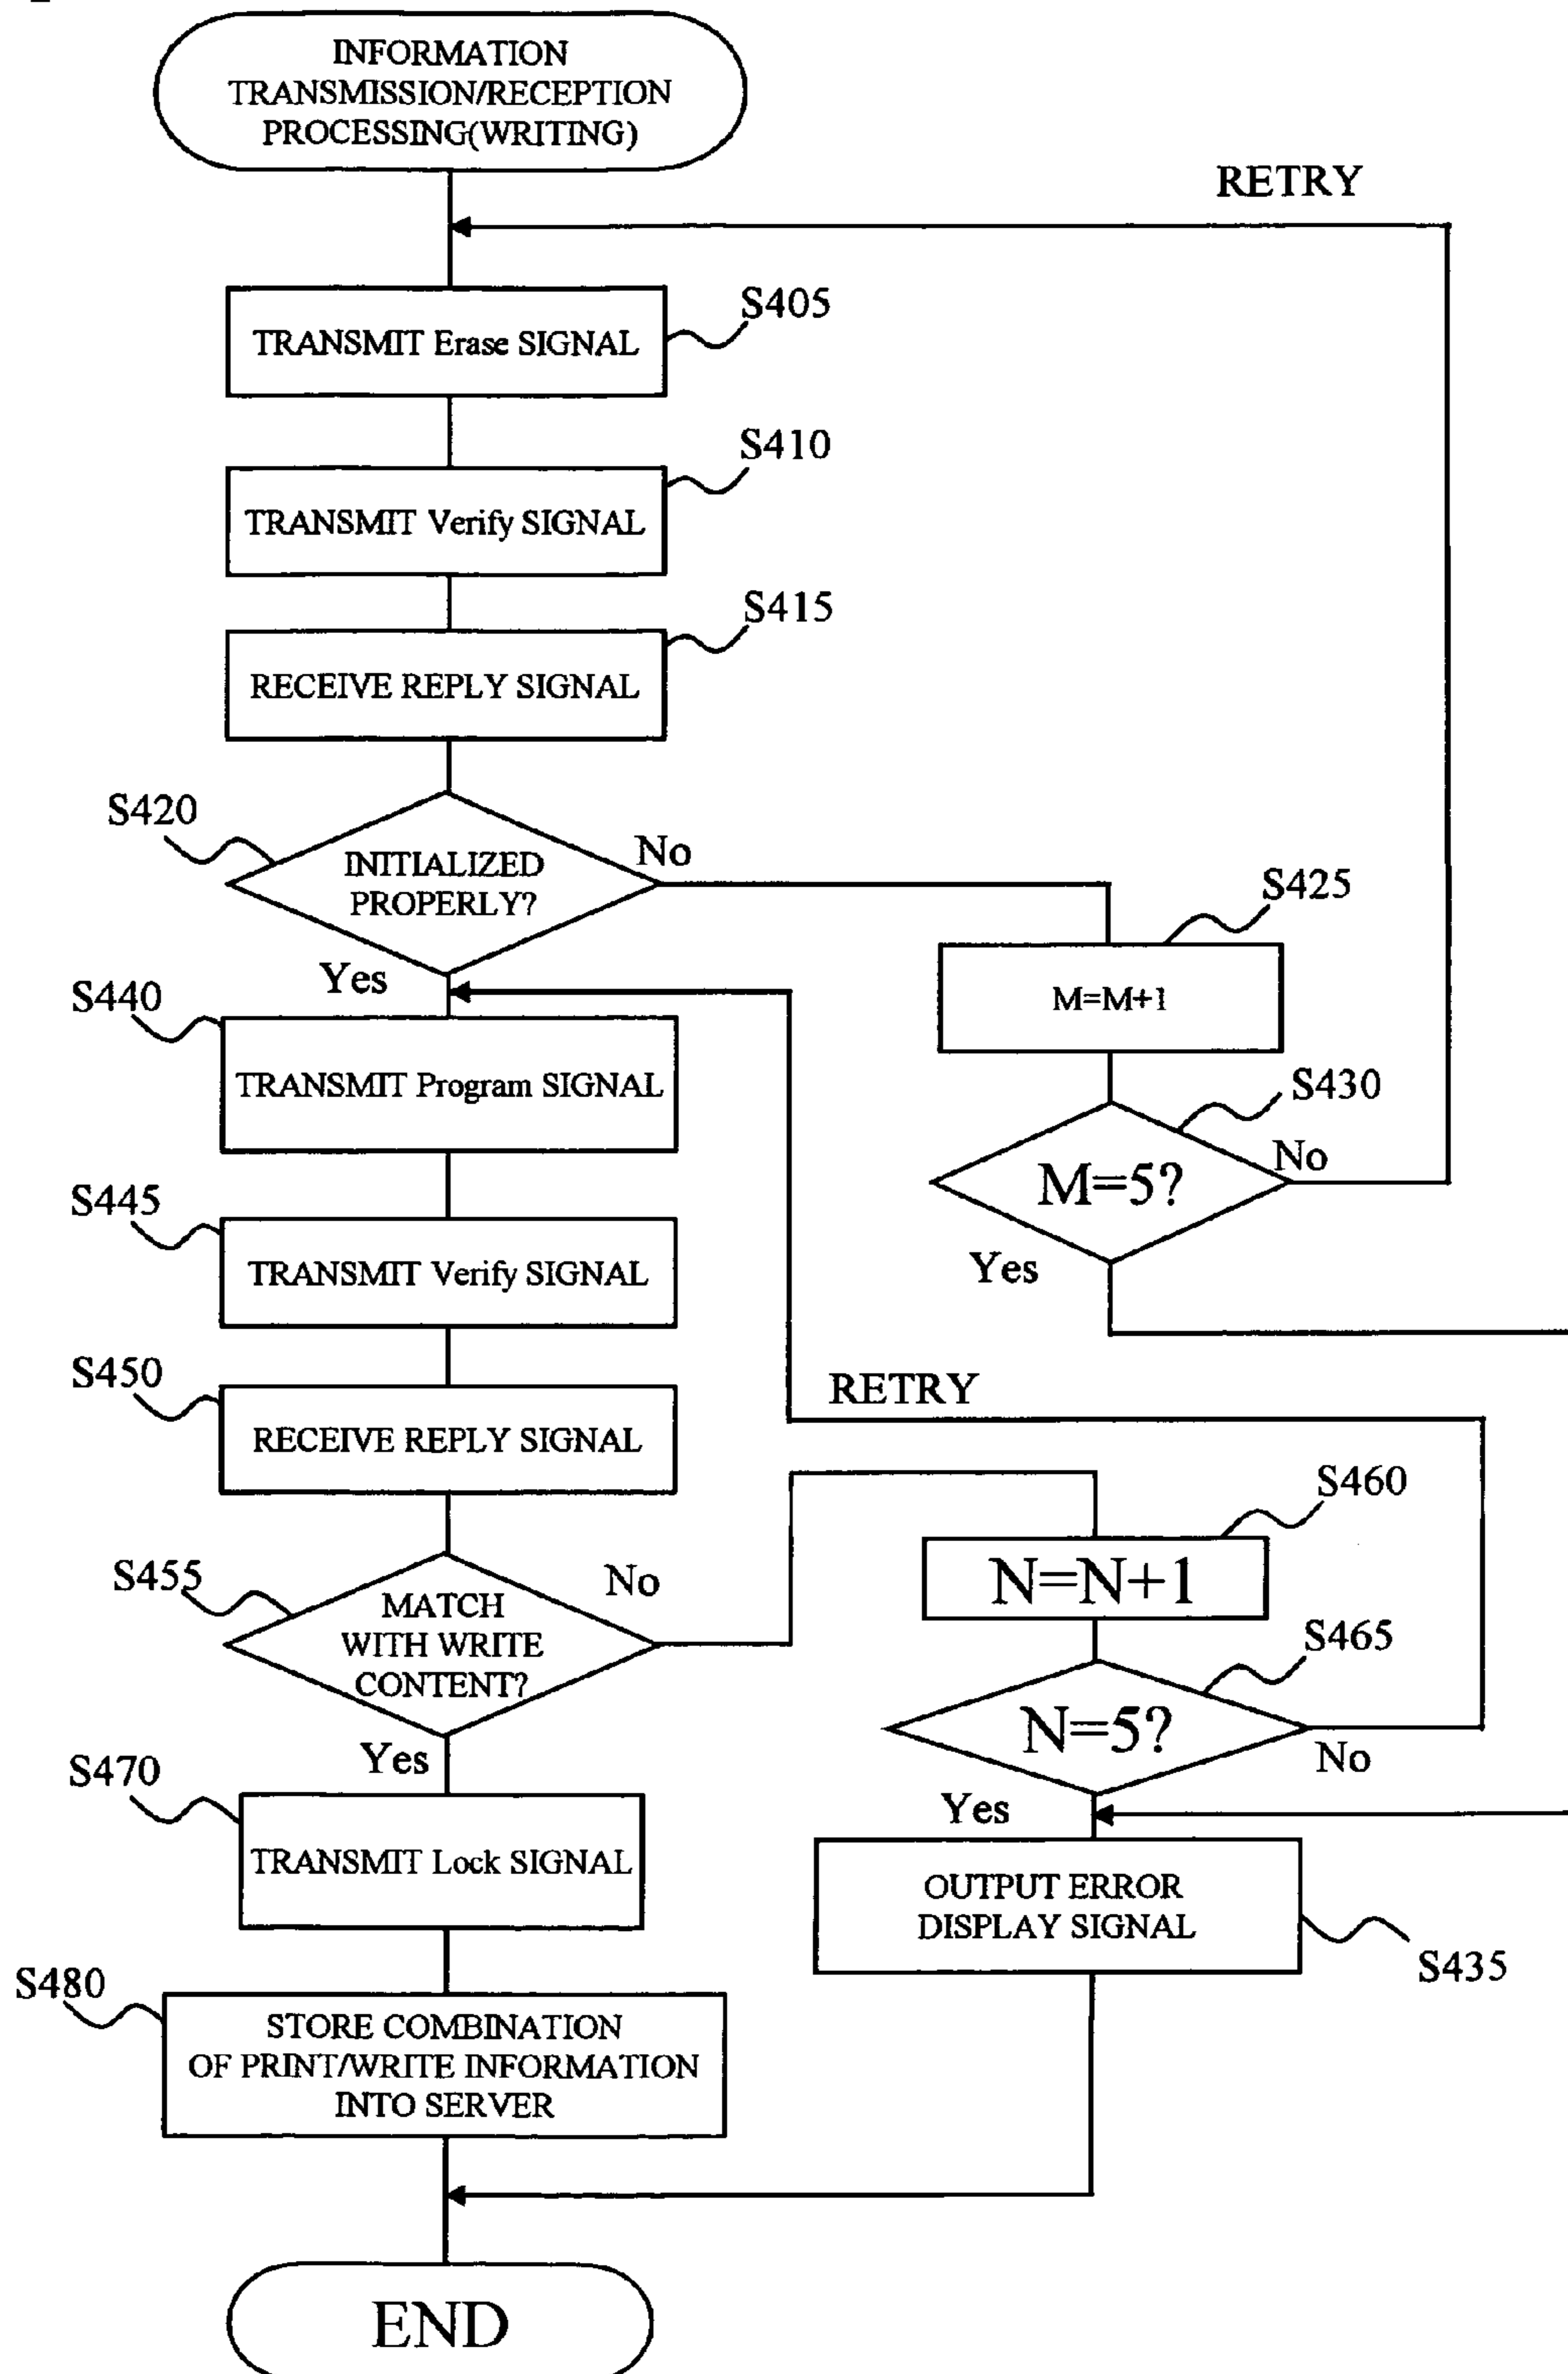 INFORMATION
TRANSMISSION/RECEPTION
PROCESSING(WRITING)
RETRY
S405
TRANSMIT Erase SIGNAL
S410
TRANSMIT Verify SIGNAL
S415
RECEIVE REPLY SIGNAL
S420
INITIALIZED
PROPERLY?
No
Yes
S425
M=M+1
S430
M=5?
No
Yes
S440
TRANSMIT Program SIGNAL
S445
TRANSMIT Verify SIGNAL
S450
RECEIVE REPLY SIGNAL
RETRY
S455
MATCH
WITH WRITE
CONTENT?
No
Yes
S460
N=N+1
S465
N=5?
No
Yes
S470
TRANSMIT Lock SIGNAL
OUTPUT ERROR
DISPLAY SIGNAL
S435
S480
STORE COMBINATION
OF PRINT/WRITE INFORMATION
INTO SERVER
END